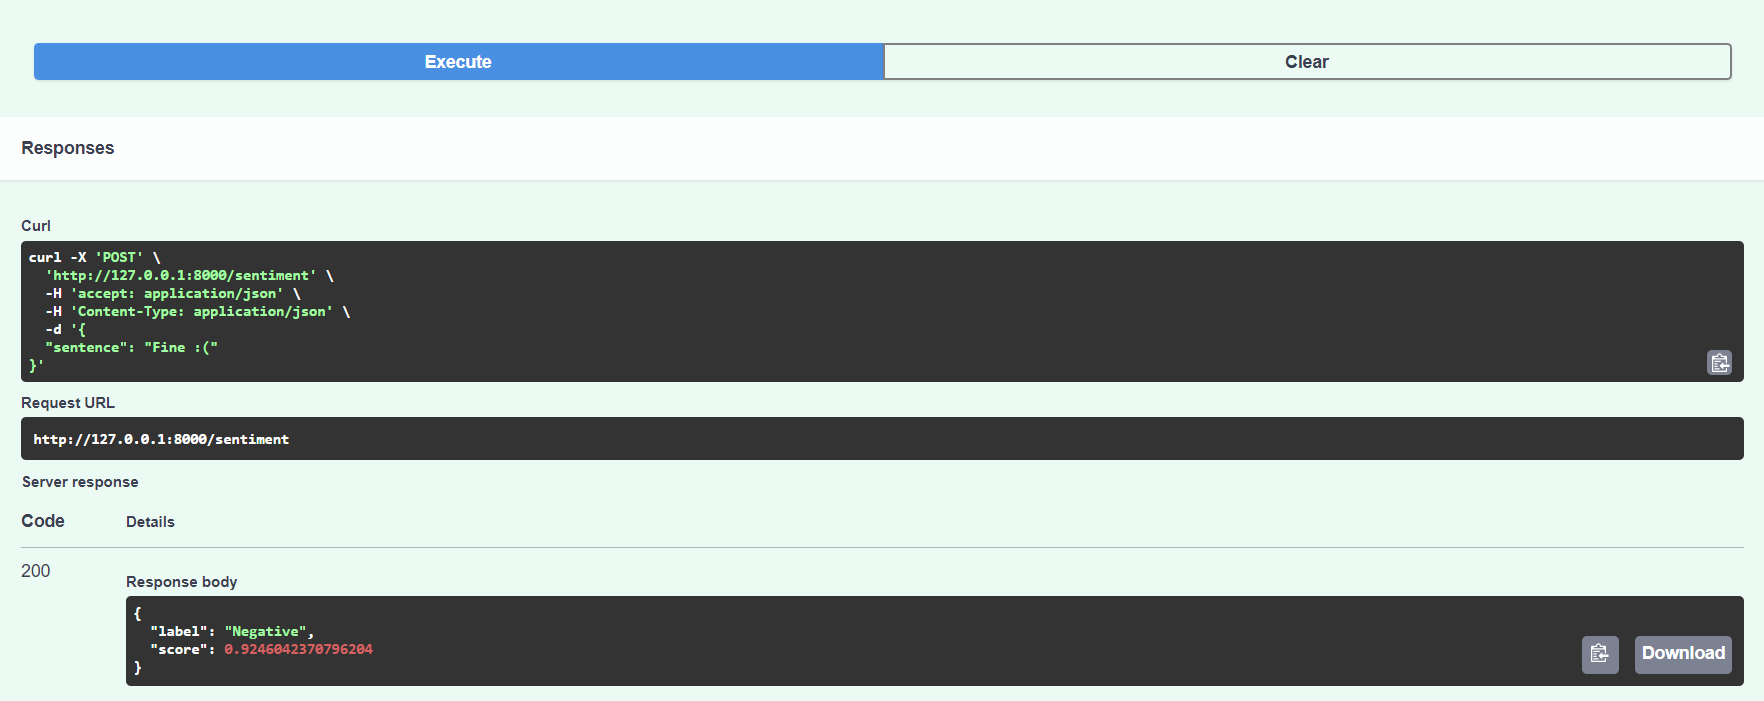 Execute
Clear
Responses
Curl
curl -X 'POST' \
  'http://127.0.0.1:8000/sentiment' \
  -H 'accept: application/json' \
  -H 'Content-Type: application/json' \
  -d '{
  "sentence": "Fine :("
}'
Request URL
http://127.0.0.1:8000/sentiment
Server response
Code Details
200
Response body
{
  "label": "Negative",
  "score": 0.9246042370796204
}
Download